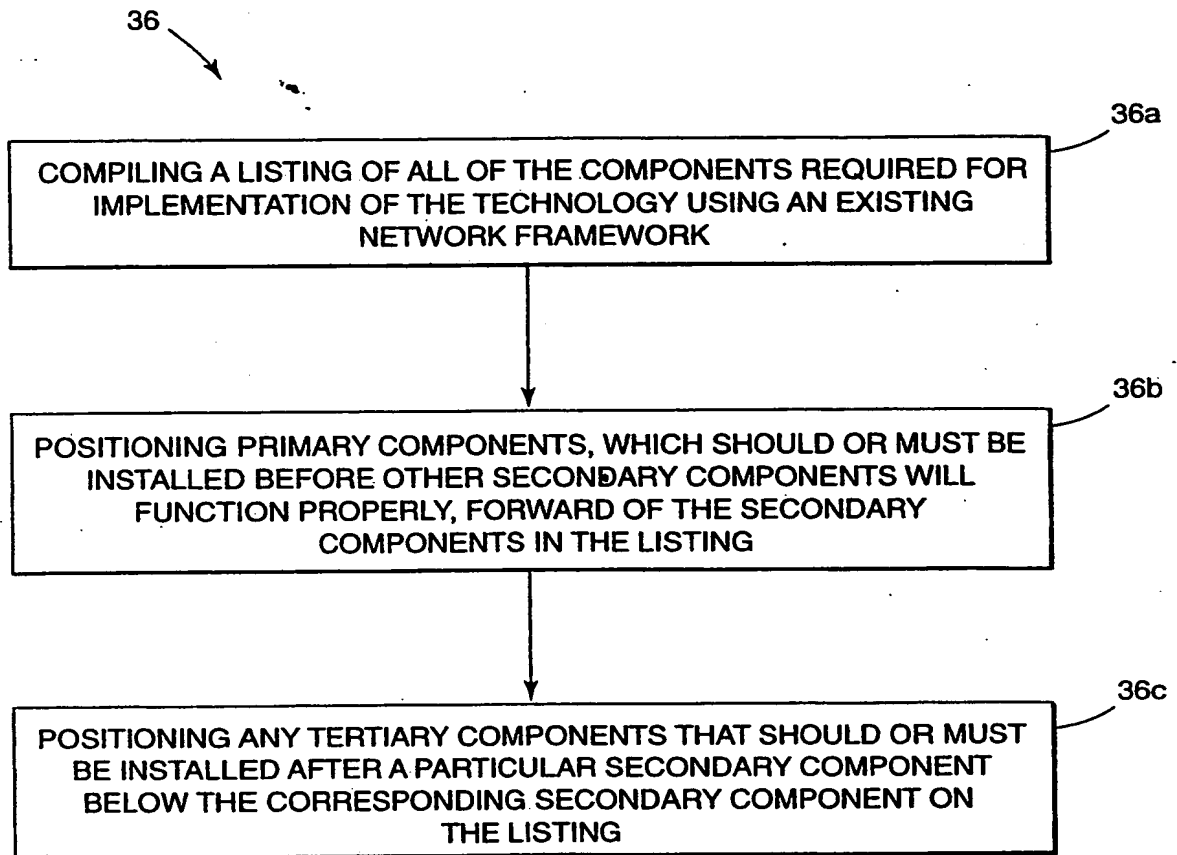 36
36a
COMPILING A LISTING OF ALL OF THE COMPONENTS REQUIRED FOR
IMPLEMENTATION OF THE TECHNOLOGY USING AN EXISTING
NETWORK FRAMEWORK
36b
POSITIONING PRIMARY COMPONENTS, WHICH SHOULD OR MUST BE
INSTALLED BEFORE OTHER SECONDARY COMPONENTS WILL
FUNCTION PROPERLY, FORWARD OF THE SECONDARY
COMPONENTS IN THE LISTING
36c
POSITIONING ANY TERTIARY COMPONENTS THAT SHOULD OR MUST
BE INSTALLED AFTER A PARTICULAR SECONDARY COMPONENT
BELOW THE CORRESPONDING SECONDARY COMPONENT ON
THE LISTING